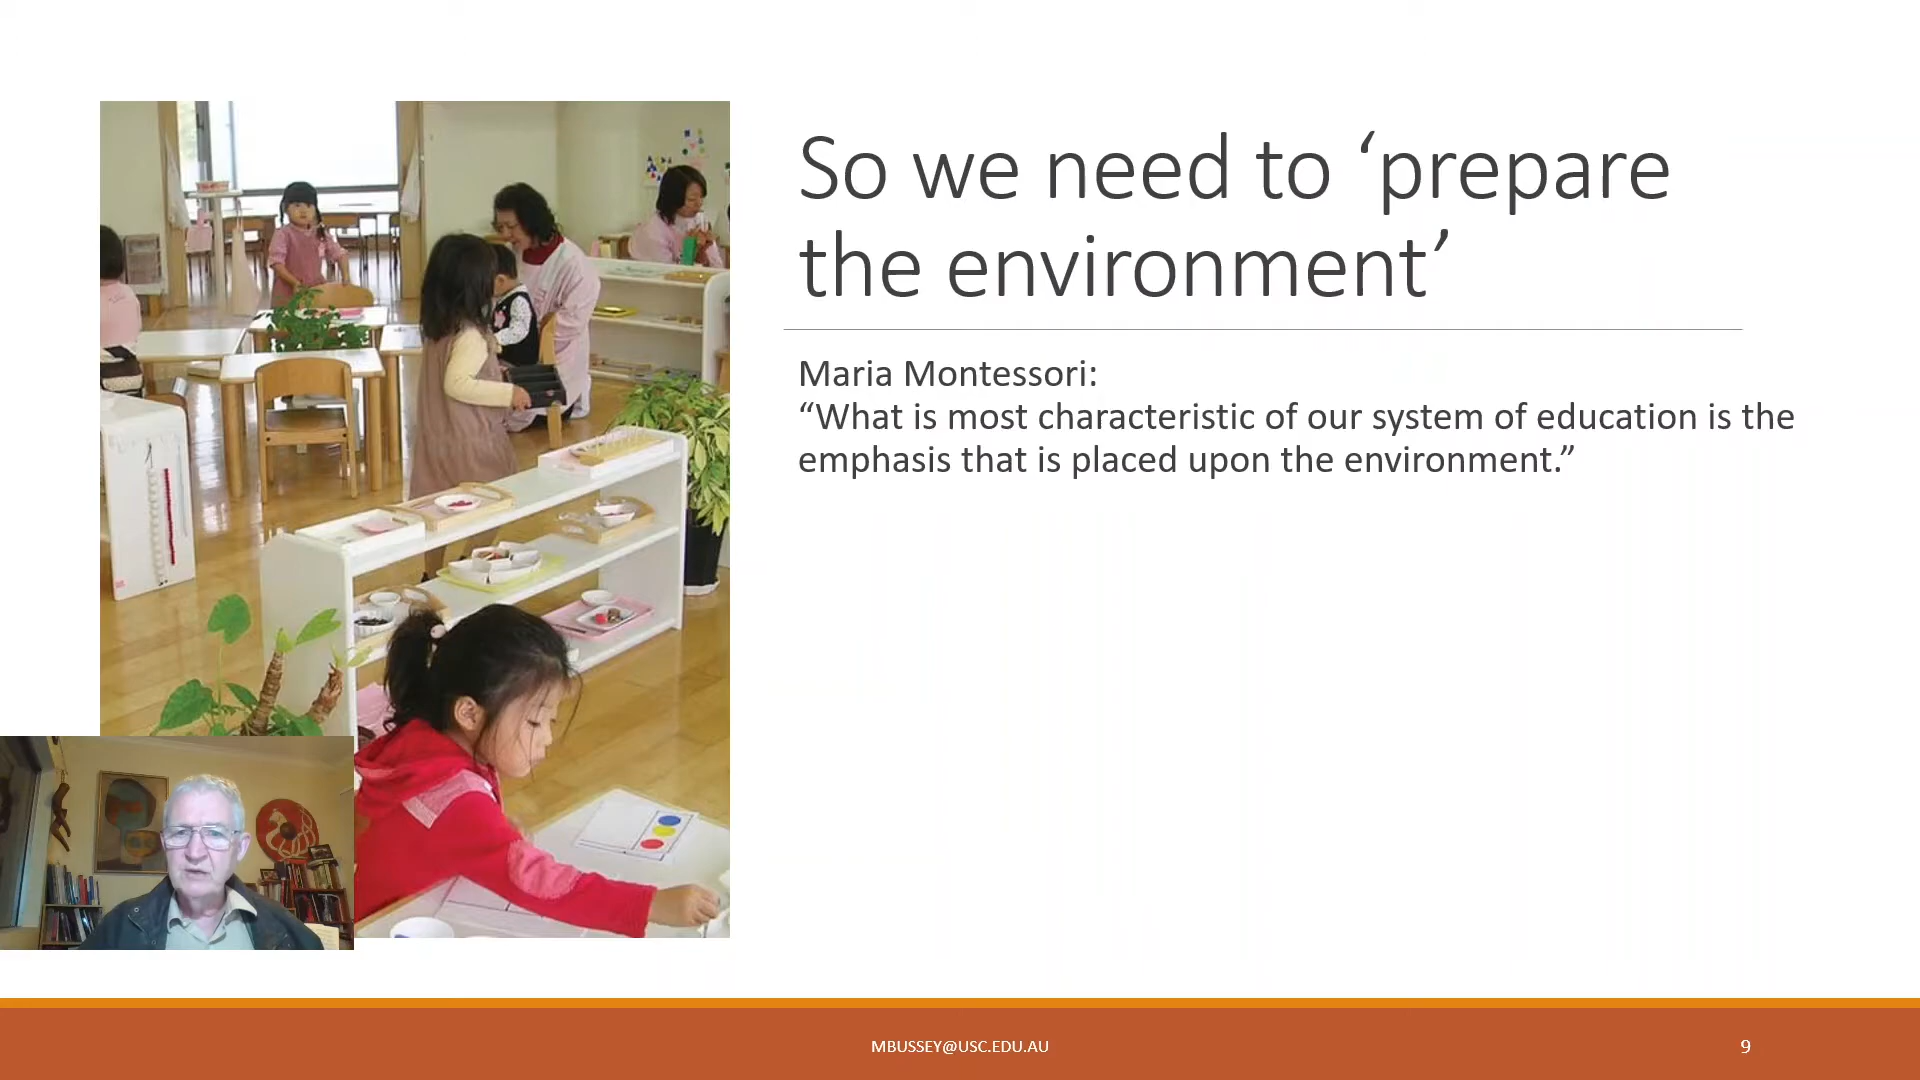 So we need to ‘prepare
the environment’
Maria Montessori:
“What is most characteristic of our system of education is the
emphasis that is placed upon the environment.”
MBUSSEY@USC.EDU.AU
9